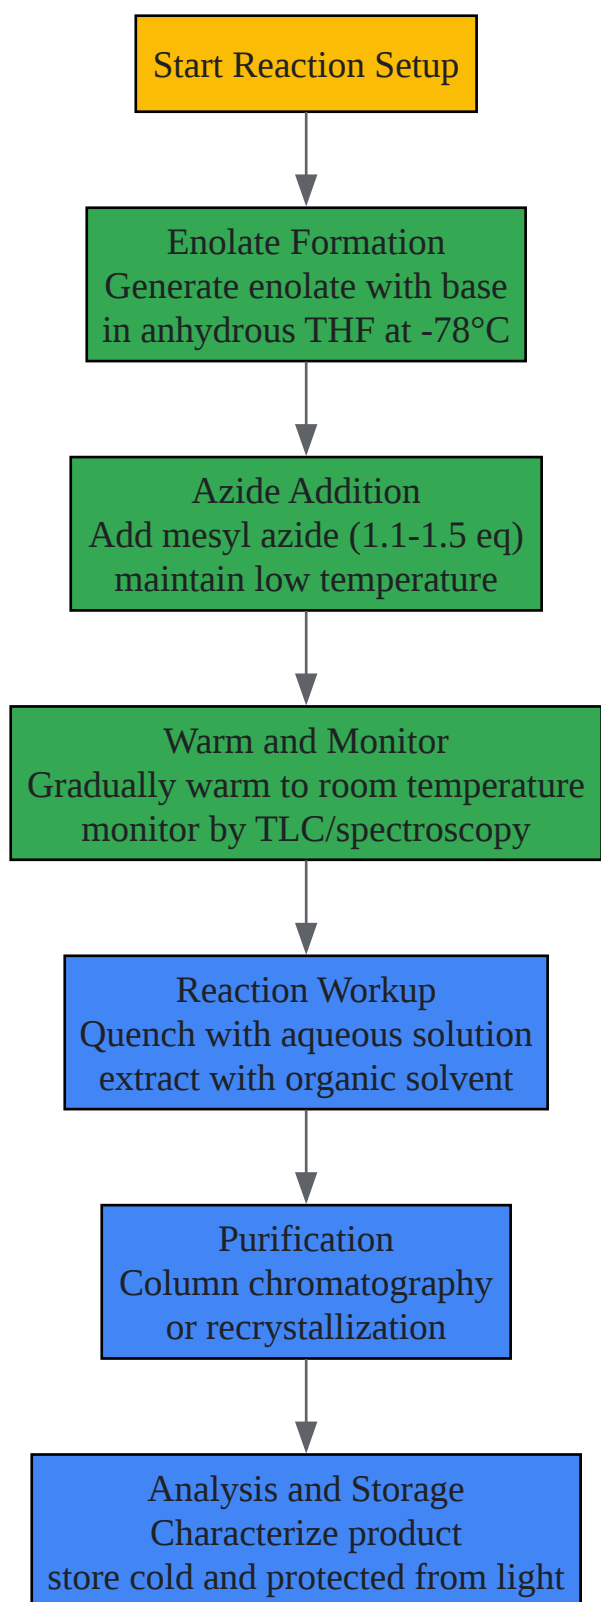 Start Reaction Setup
Enolate Formation
Generate enolate with base
in anhydrous THF at -78°C
Azide Addition
Add mesyl azide (1.1-1.5 eq)
maintain low temperature
Warm and Monitor
Gradually warm to room temperature
monitor by TLC/spectroscopy
Reaction Workup
Quench with aqueous solution
extract with organic solvent
Purification
Column chromatography
or recrystallization
Analysis and Storage
Characterize product
store cold and protected from light